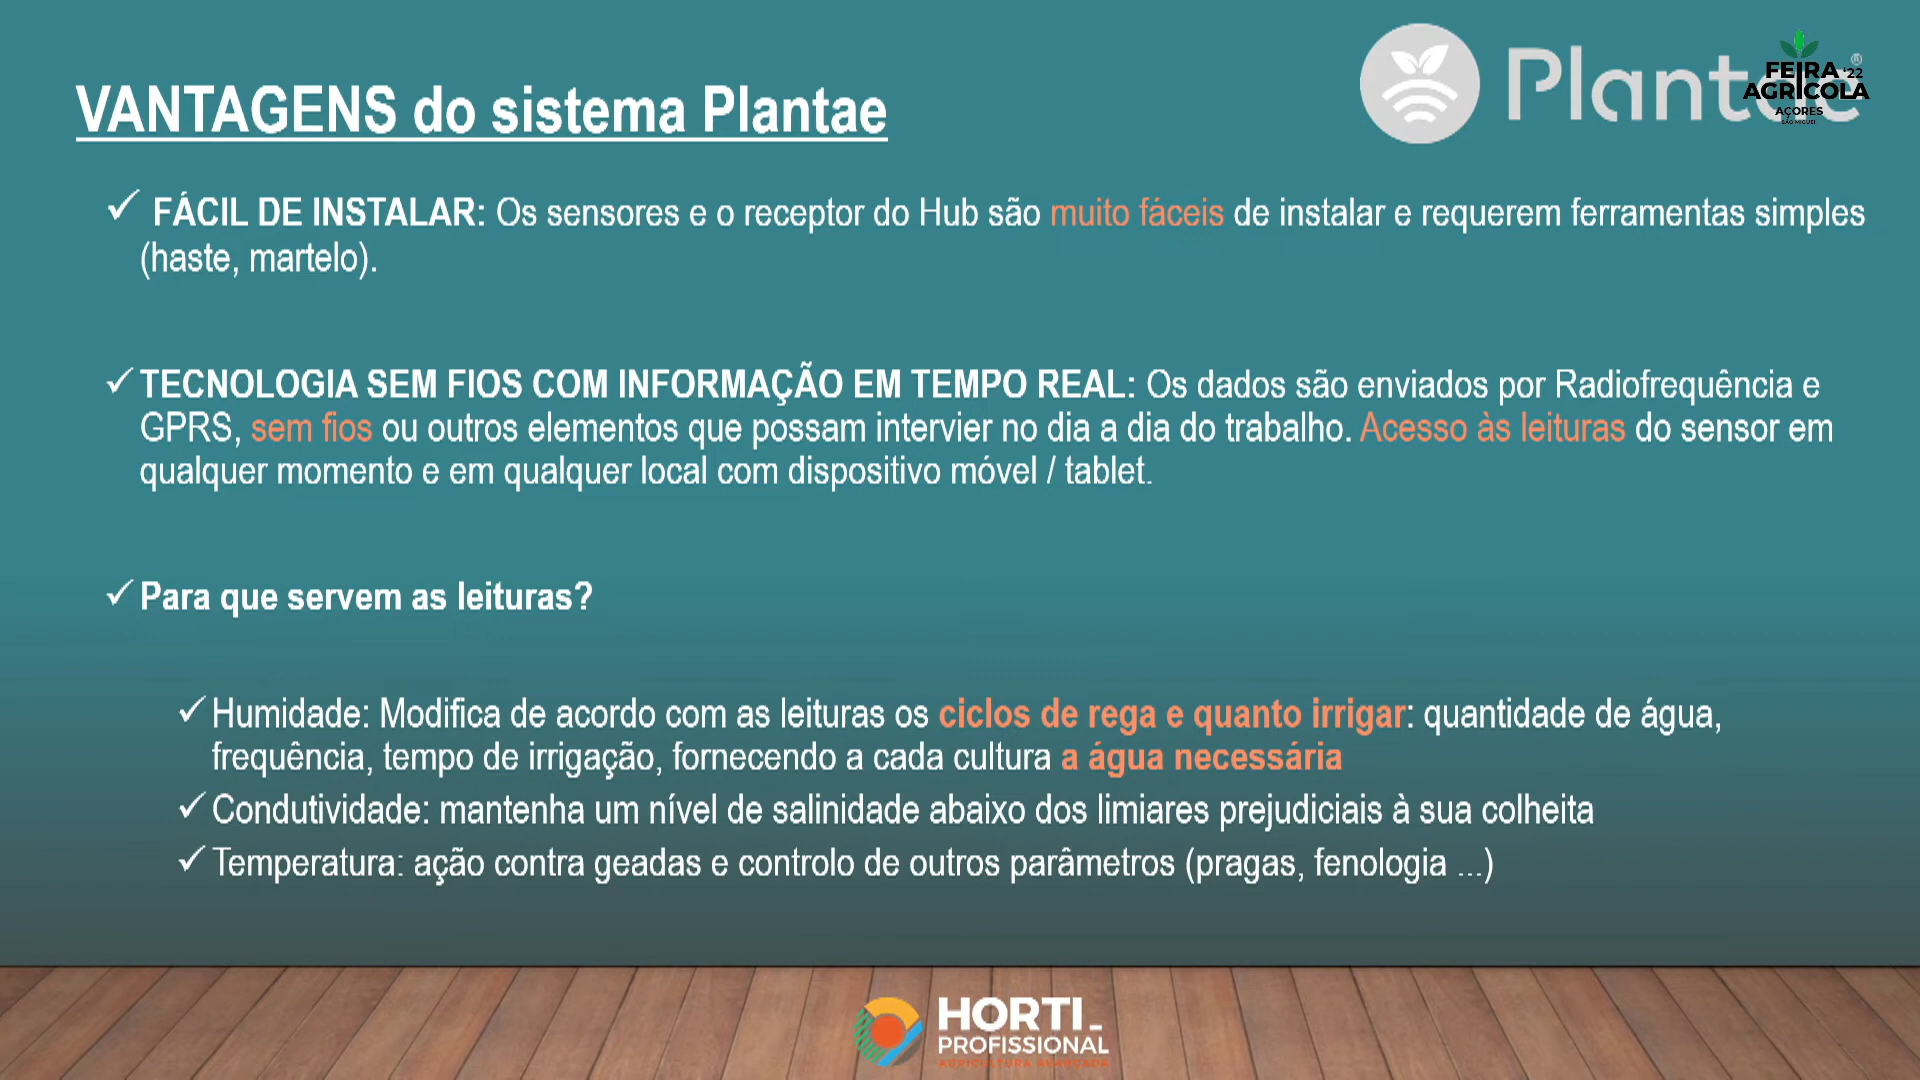 Plantae®
FEIRA '22
AGRÍCOLA
AÇORES
SÃO MIGUEL
VANTAGENS do sistema Plantae
✓ FÁCIL DE INSTALAR: Os sensores e o receptor do Hub são muito fáceis de instalar e requerem ferramentas simples
(haste, martelo).
✓ TECNOLOGIA SEM FIOS COM INFORMAÇÃO EM TEMPO REAL: Os dados são enviados por Radiofrequência e
GPRS, sem fios ou outros elementos que possam intervier no dia a dia do trabalho. Acesso às leituras do sensor em
qualquer momento e em qualquer local com dispositivo móvel / tablet.
✓ Para que servem as leituras?
✓ Humidade: Modifica de acordo com as leituras os ciclos de rega e quanto irrigar: quantidade de água,
frequência, tempo de irrigação, fornecendo a cada cultura a água necessária
✓ Condutividade: mantenha um nível de salinidade abaixo dos limiares prejudiciais à sua colheita
✓ Temperatura: ação contra geadas e controlo de outros parâmetros (pragas, fenologia ...)
HORTI_
PROFISSIONAL
AGRICULTURA AVANÇADA